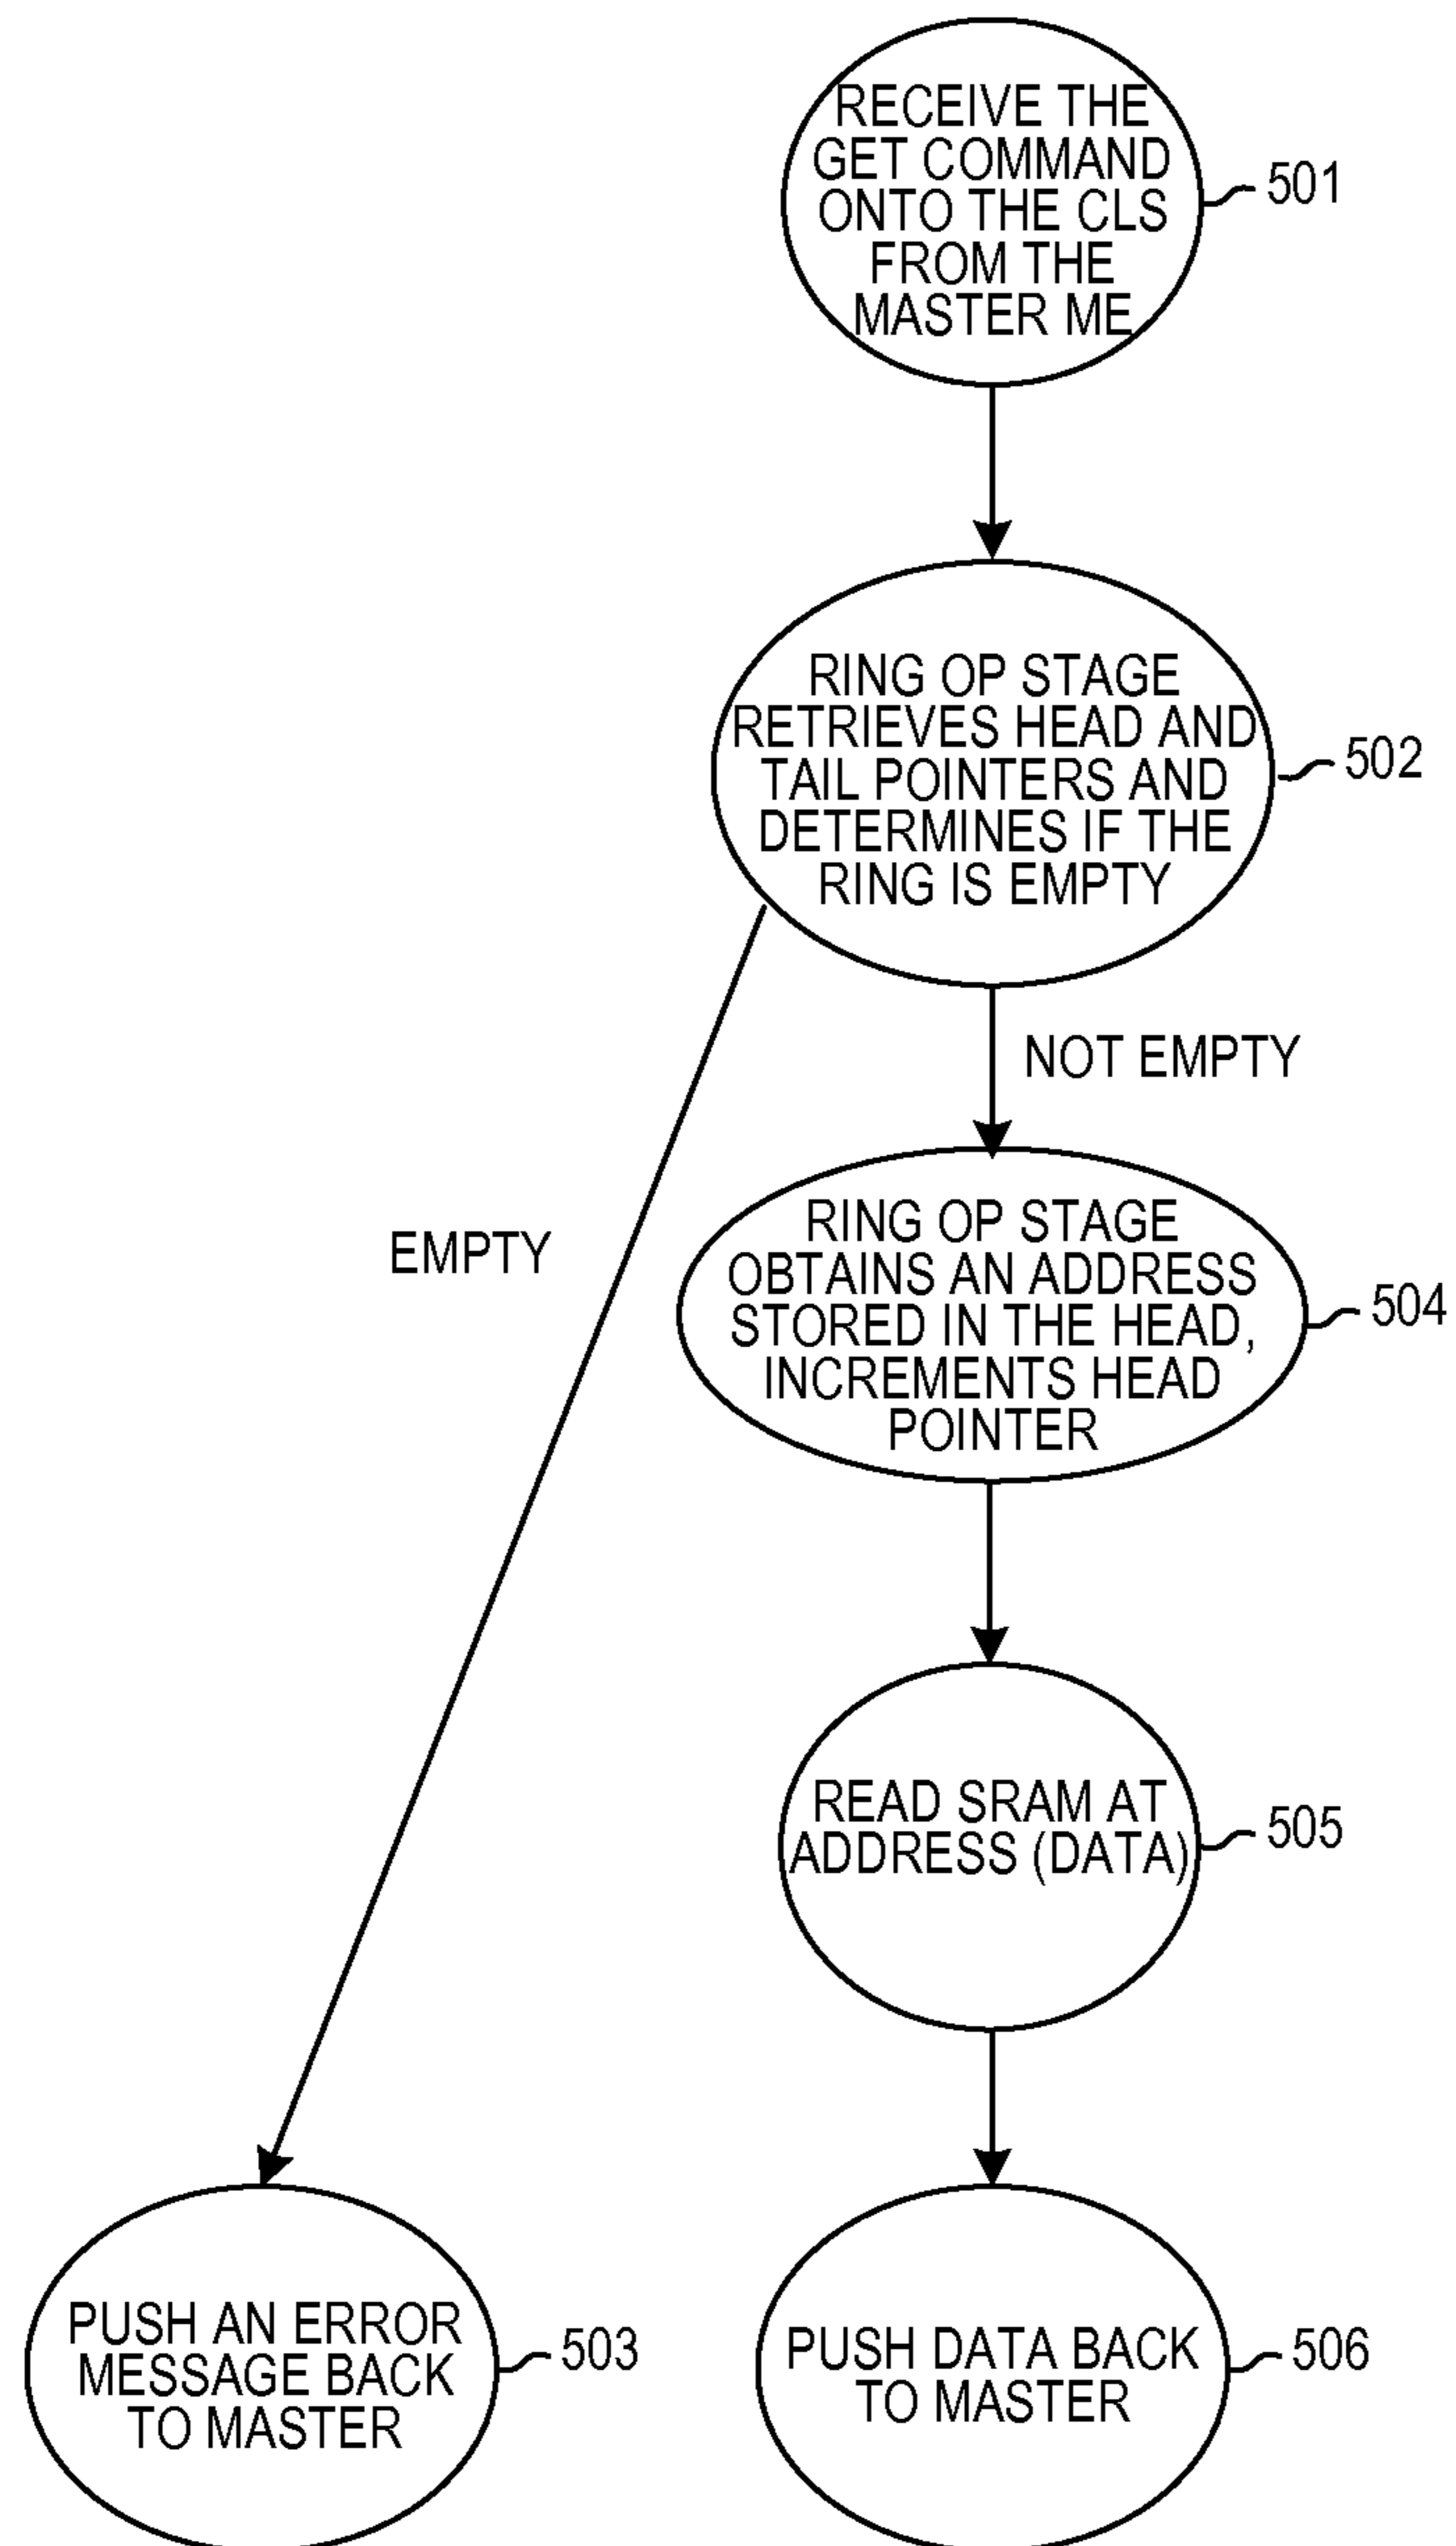 RECEIVE THE
GET COMMAND
ONTO THE CLS
FROM THE
MASTER ME
501
RING OP STAGE
RETRIEVES HEAD AND
TAIL POINTERS AND
DETERMINES IF THE
RING IS EMPTY
502
NOT EMPTY
EMPTY
RING OP STAGE
OBTAINS AN ADDRESS
STORED IN THE HEAD,
INCREMENTS HEAD
POINTER
504
READ SRAM AT
ADDRESS (DATA)
505
PUSH AN ERROR
MESSAGE BACK
TO MASTER
503
PUSH DATA BACK
TO MASTER
506